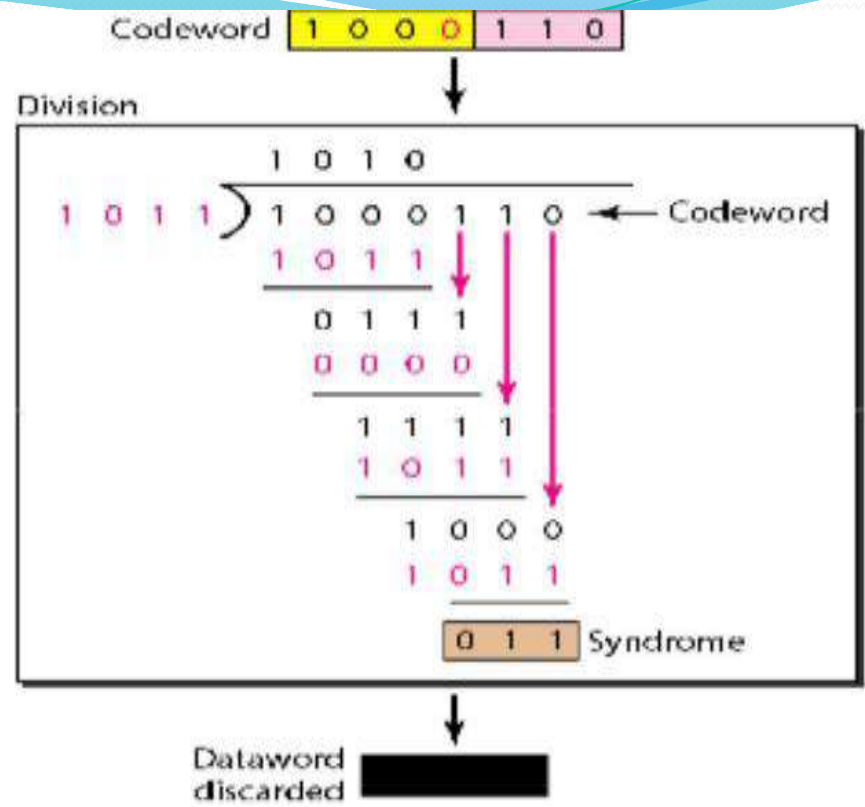 Codeword 1 0 0 0 1 1 0
Division
1 0 1 0
1 0 1 1 1 0 0 0 1 1 0 Codeword
1 0 1 1
0 1 1 1
0 0 0 0
1 1 1 1
1 0 1 1
1 0 0 0
1 0 1 1
0 1 1 Syndrome
Dataword
discarded